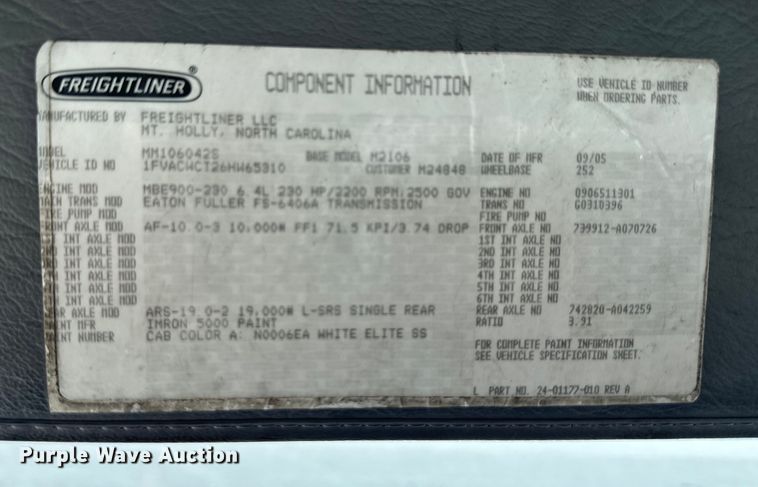 FREIGHTLINER
COMPONENT INFORMATION
USE VEHICLE ID NUMBER
WHEN ORDERING PARTS.
MANUFACTURED BY FREIGHTLINER LLC
MT. HOLLY, NORTH CAROLINA
MODEL MM106042S BASE MODEL M2106 DATE OF MFR 09/05
VEHICLE ID NO 1FVACWCT26HW65310 CUSTOMER M24848 WHEELBASE 252
ENGINE MOD MBE900-230 6.4L 230 HP/2200 RPM;2500 GOV ENGINE NO 0906511301
MAIN TRANS MOD EATON FULLER FS-6406A TRANSMISSION TRANS NO G0310396
FIRE PUMP MOD FIRE PUMP NO
FRONT AXLE MOD AF-10.0-3 10,000# FF1 71.5 KPI/3.74 DROP FRONT AXLE NO 739912-A070726
1ST INT AXLE MOD 1ST INT AXLE NO
INT AXLE MOD 2ND INT AXLE NO
INT AXLE MOD 3RD INT AXLE NO
INT AXLE MOD 4TH INT AXLE NO
INT AXLE MOD 5TH INT AXLE NO
INT AXLE MOD 6TH INT AXLE NO
REAR AXLE MOD ARS-19.0-2 19,000# L-SRS SINGLE REAR REAR AXLE NO 742820-A042259
PAINT MFR IMRON 5000 PAINT RATIO 3.91
PAINT NUMBER CAB COLOR A: N0006EA WHITE ELITE SS
FOR COMPLETE PAINT INFORMATION
SEE VEHICLE SPECIFICATION SHEET.
L PART NO. 24-01177-010 REV A
Purple Wave Auction